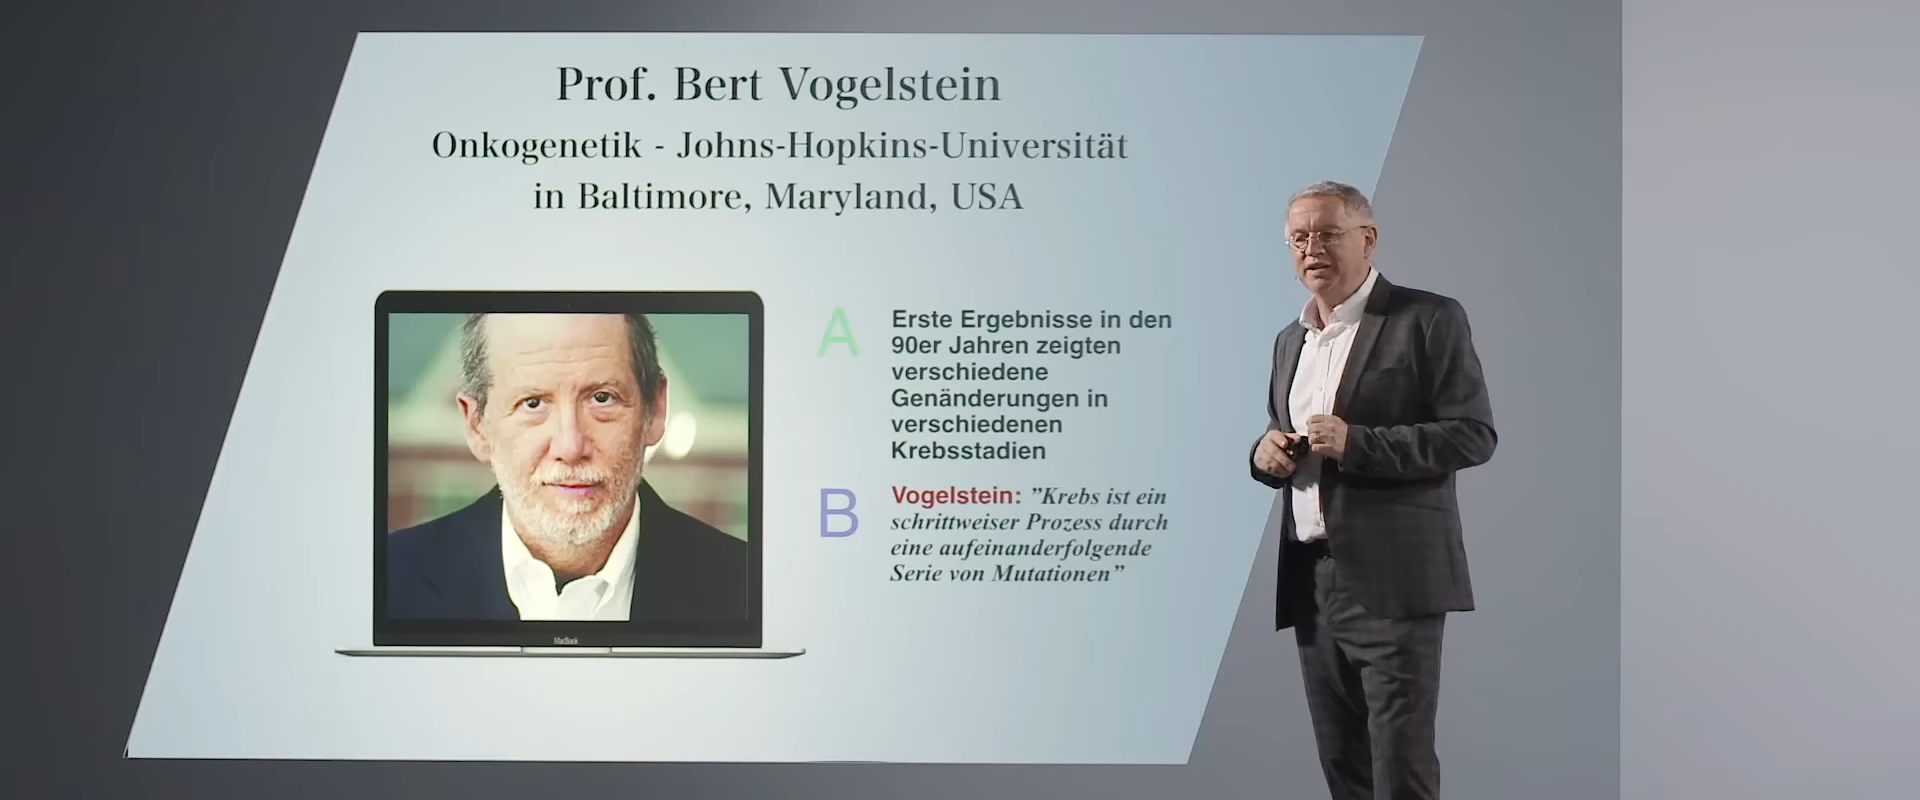 Prof. Bert Vogelstein
Onkogenetik - Johns-Hopkins-Universität
in Baltimore, Maryland, USA
A
Erste Ergebnisse in den
90er Jahren zeigten
verschiedene
Genänderungen in
verschiedenen
Krebsstadien
B
Vogelstein: ”Krebs ist ein
schrittweiser Prozess durch
eine aufeinanderfolgende
Serie von Mutationen”
MacBook